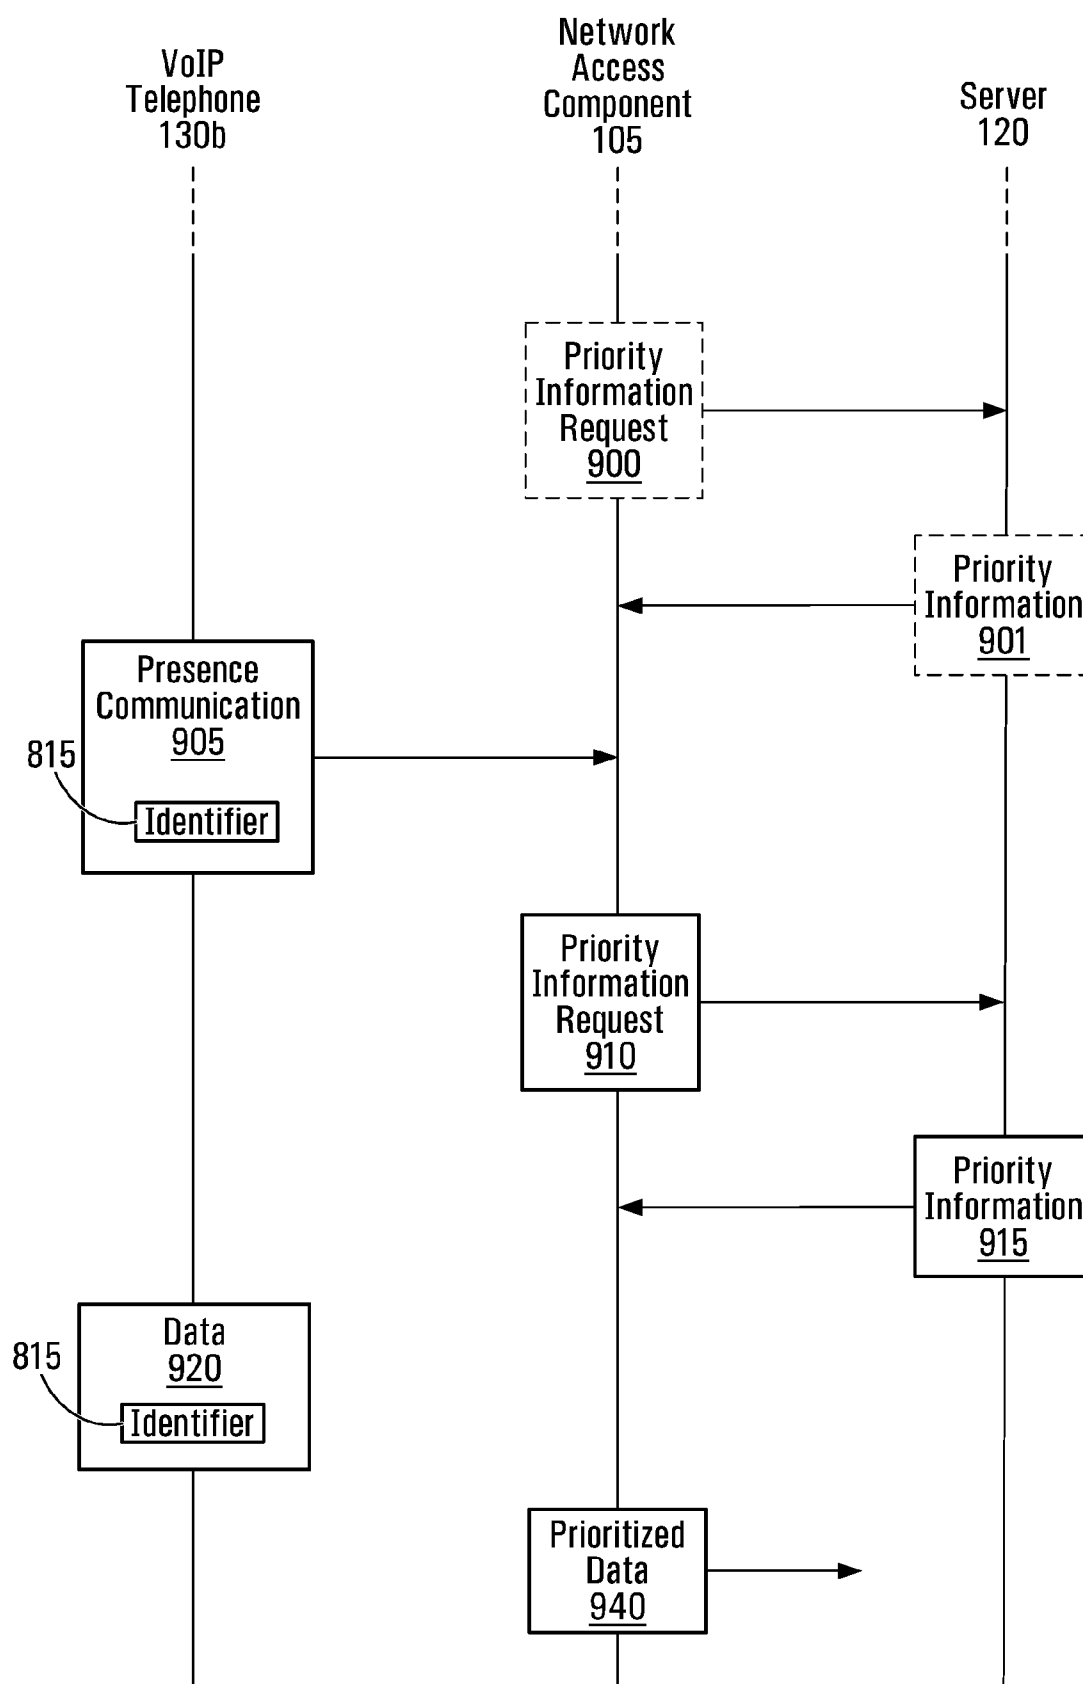 VoIP
Telephone
130b
Network
Access
Component
105
Server
120
Priority
Information
Request
900
Priority
Information
901
Presence
Communication
905
815
Identifier
Priority
Information
Request
910
Priority
Information
915
Data
920
815
Identifier
Prioritized
Data
940